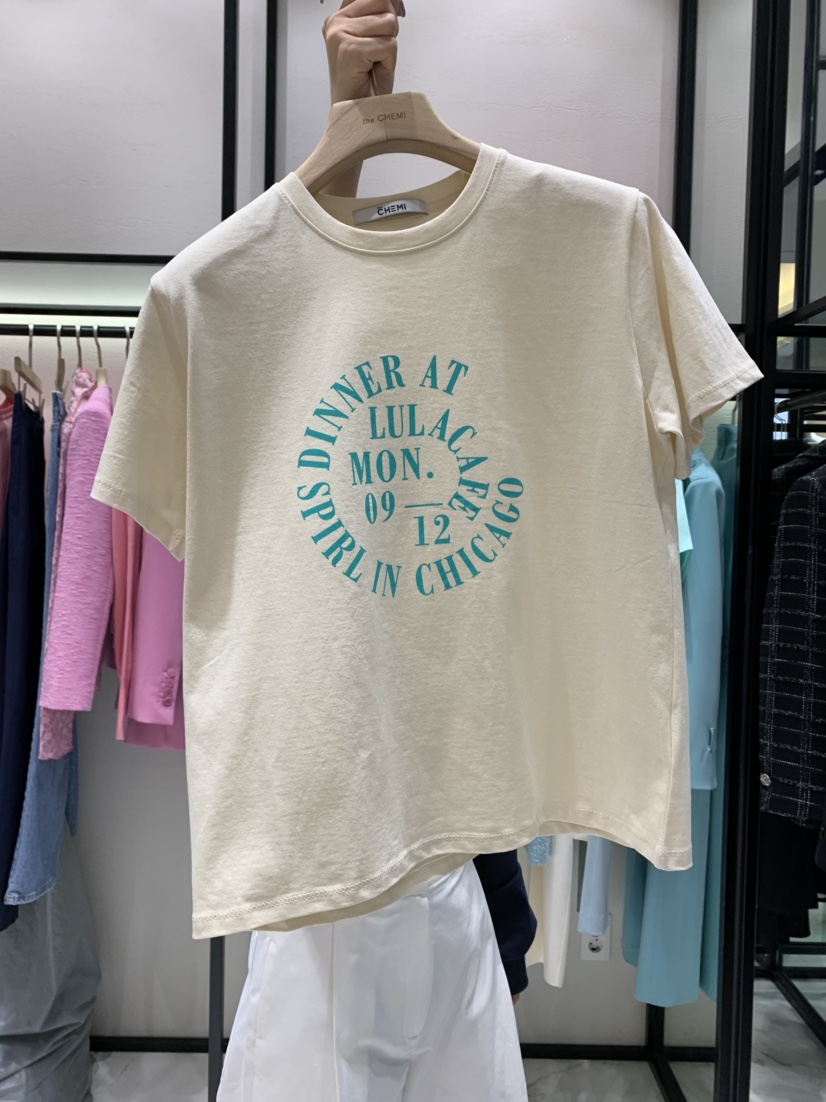 the CHEMI
CHEMI
DINNER AT
LULACAFE
MON.
09 —
12
SPIRL IN CHICAGO